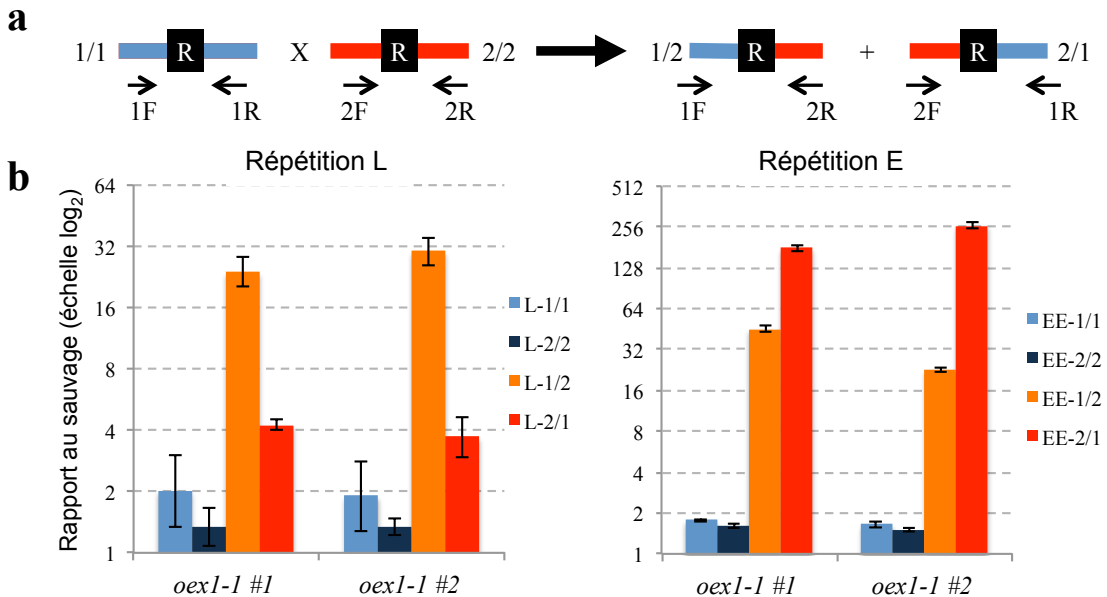 a
1/1 R X R 2/2 1/2 R + R 2/1
1F 1R 2F 2R 1F 2R 2F 1R
b
Répétition L
Rapport au sauvage (échelle log2)
64
32
16
8
4
2
1
oex1-1 #1 oex1-1 #2
L-1/1
L-2/2
L-1/2
L-2/1
Répétition E
512
256
128
64
32
16
8
4
2
1
oex1-1 #1 oex1-1 #2
EE-1/1
EE-2/2
EE-1/2
EE-2/1